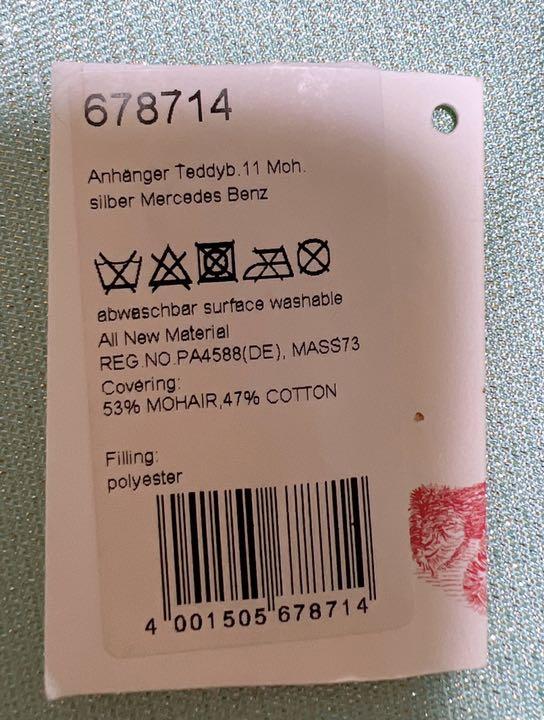 678714
Anhänger Teddyb.11 Moh.
silber Mercedes Benz
abwaschbar surface washable
All New Material
REG.NO.PA4588(DE), MASS73
Covering:
53% MOHAIR,47% COTTON
Filling:
polyester
4 001505 678714